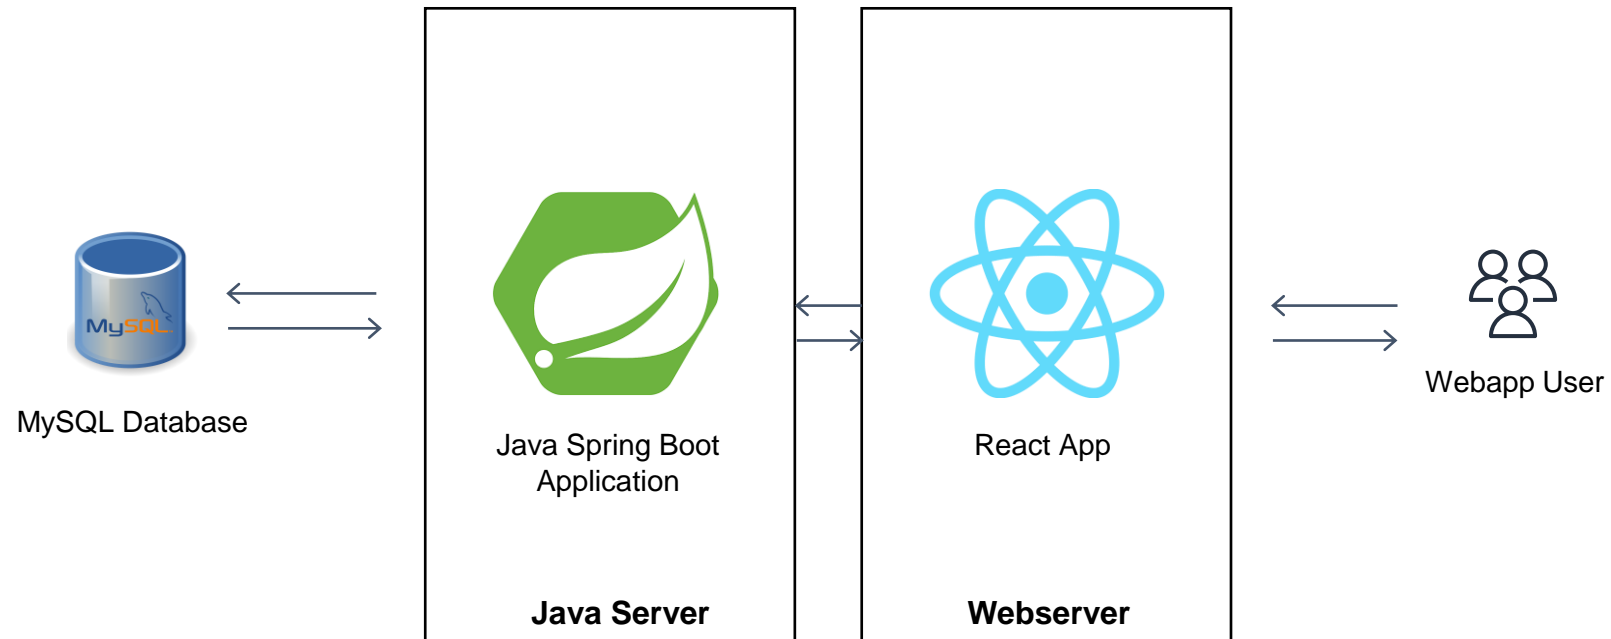 MySQL
MySQL Database
Java Spring Boot
Application
Java Server
React App
Webserver
Webapp User